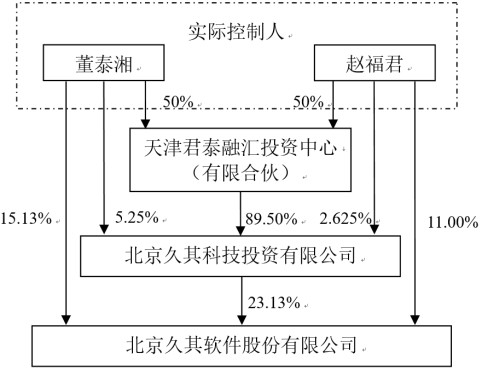 实际控制人
董泰湘
赵福君
50%
50%
天津君泰融汇投资中心
（有限合伙）
15.13%
5.25%
89.50%
2.625%
11.00%
北京久其科技投资有限公司
23.13%
北京久其软件股份有限公司